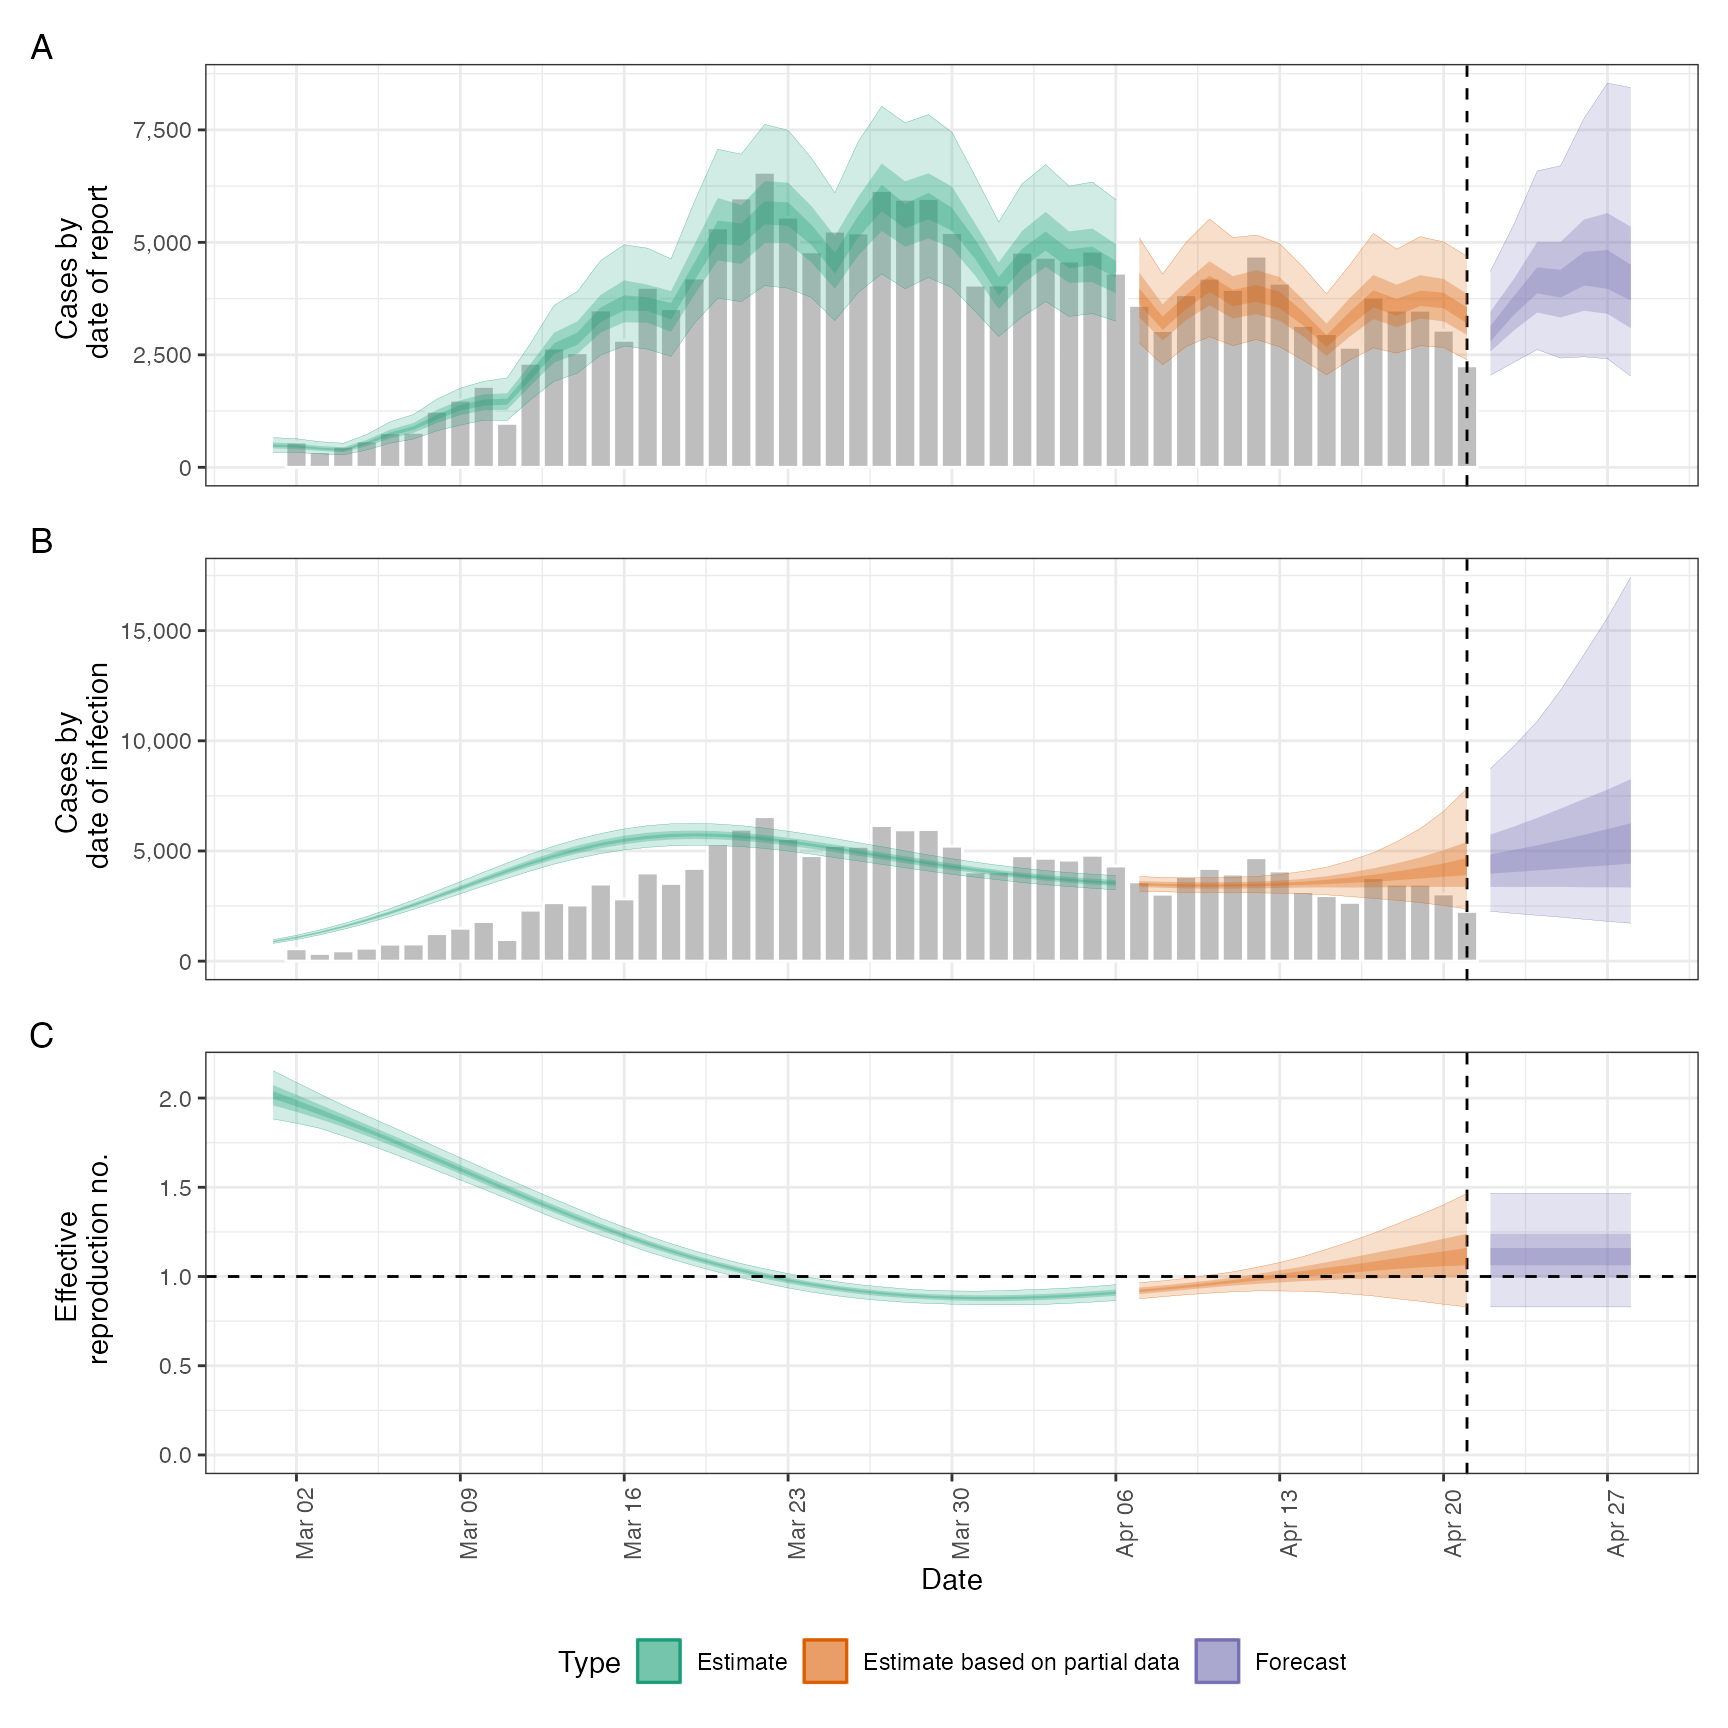 A
Cases by
date of report
7,500
5,000
2,500
0
B
Cases by
date of infection
15,000
10,000
5,000
0
C
Effective
reproduction no.
2.0
1.5
1.0
0.5
0.0
Mar 02
Mar 09
Mar 16
Mar 23
Mar 30
Apr 06
Apr 13
Apr 20
Apr 27
Date
Type Estimate Estimate based on partial data Forecast